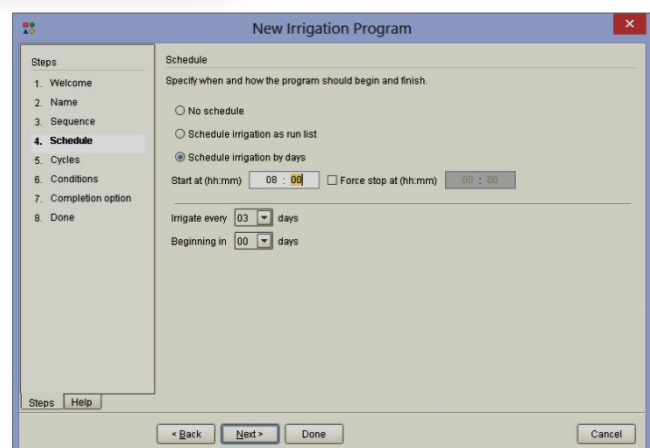 New Irrigation Program
x
Steps
1. Welcome
2. Name
3. Sequence
4. Schedule
5. Cycles
6. Conditions
7. Completion option
8. Done
Schedule
Specify when and how the program should begin and finish.
No schedule
Schedule irrigation as run list
Schedule irrigation by days
Start at (hh:mm) 08 : 00 Force stop at (hh:mm) 00 : 00
Irrigate every 03 days
Beginning in 00 days
Steps Help
< Back Next > Done Cancel